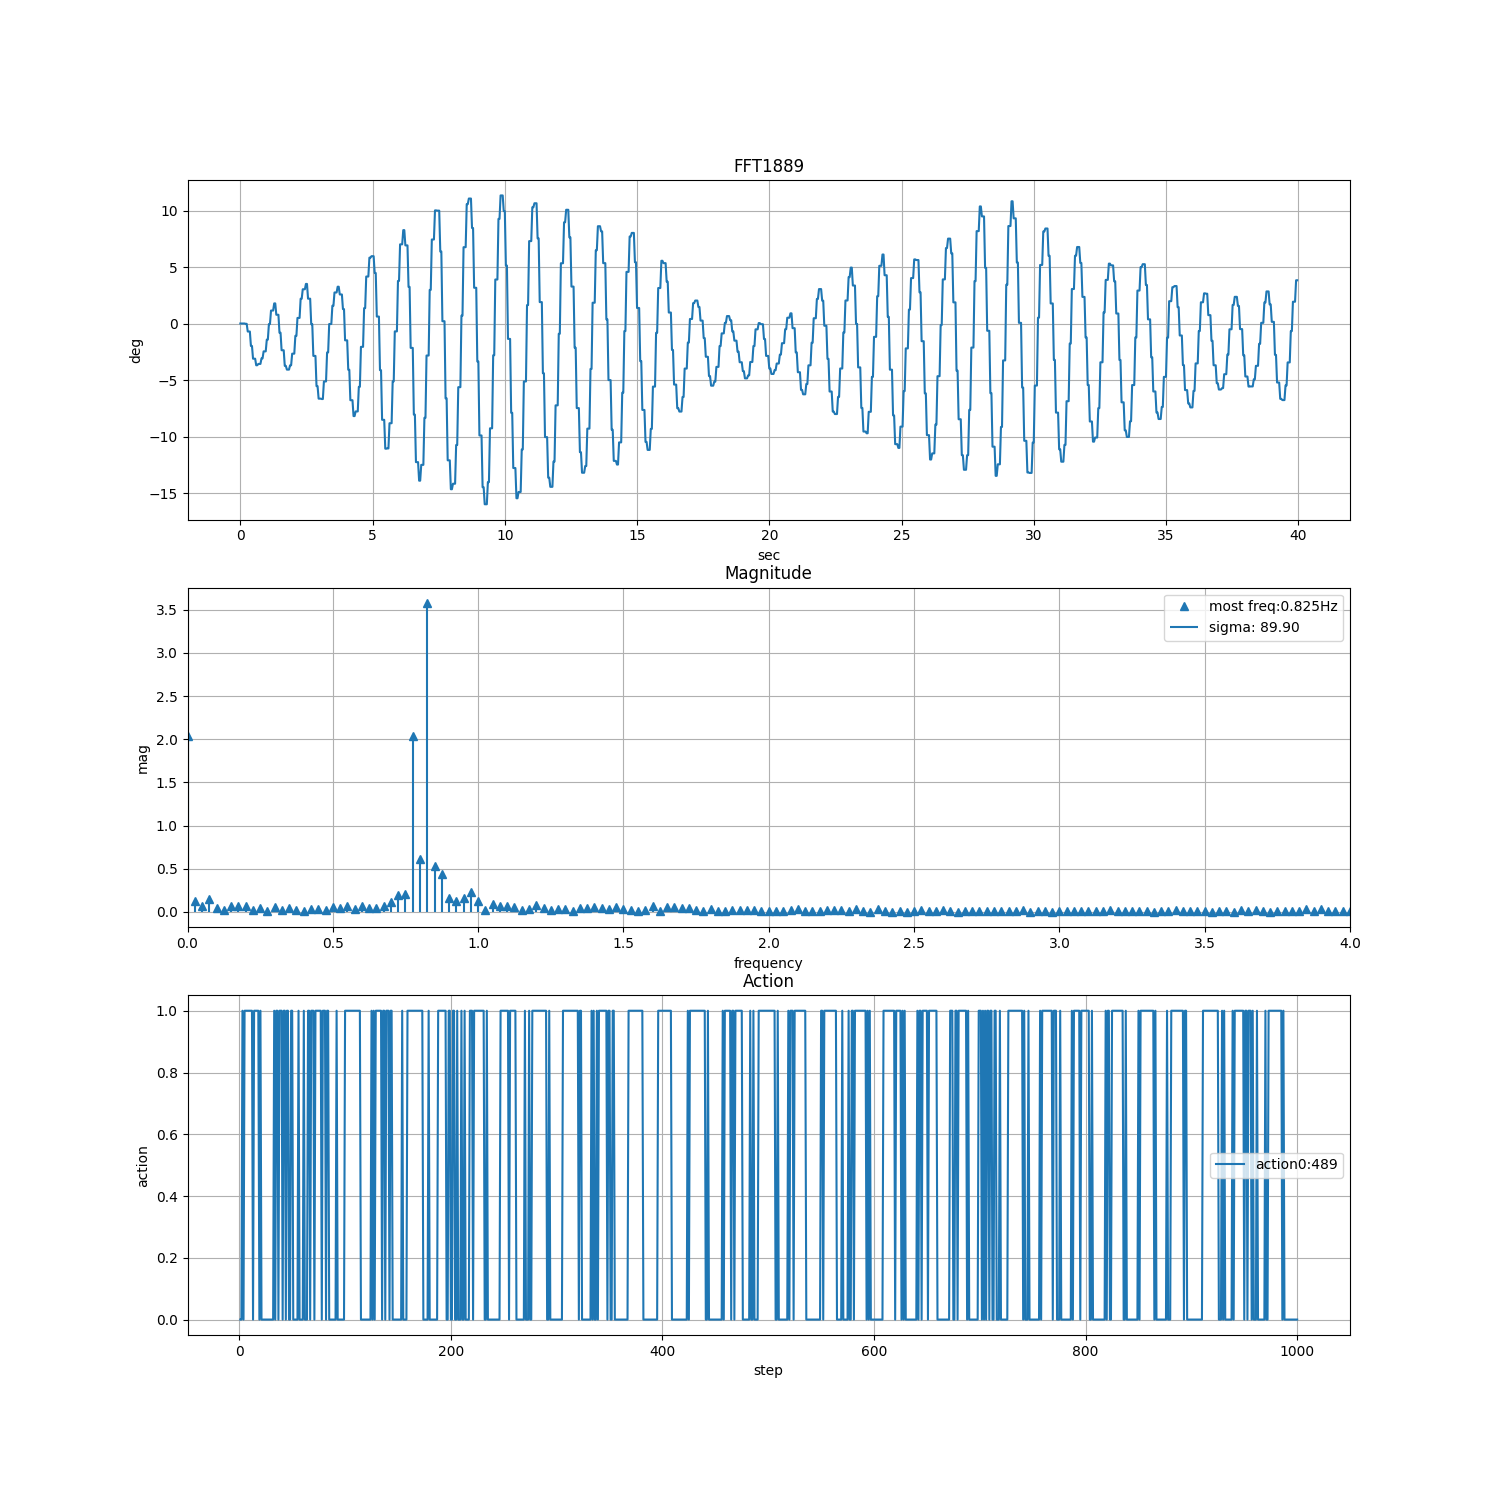 FFT1889
10
5
0
−5
−10
−15
deg
0 5 10 15 20 25 30 35 40
sec
Magnitude
3.5
3.0
2.5
2.0
1.5
1.0
0.5
0.0
mag
most freq:0.825Hz
sigma: 89.90
0.0 0.5 1.0 1.5 2.0 2.5 3.0 3.5 4.0
frequency
Action
1.0
0.8
0.6
0.4
0.2
0.0
action
action0:489
0 200 400 600 800 1000
step